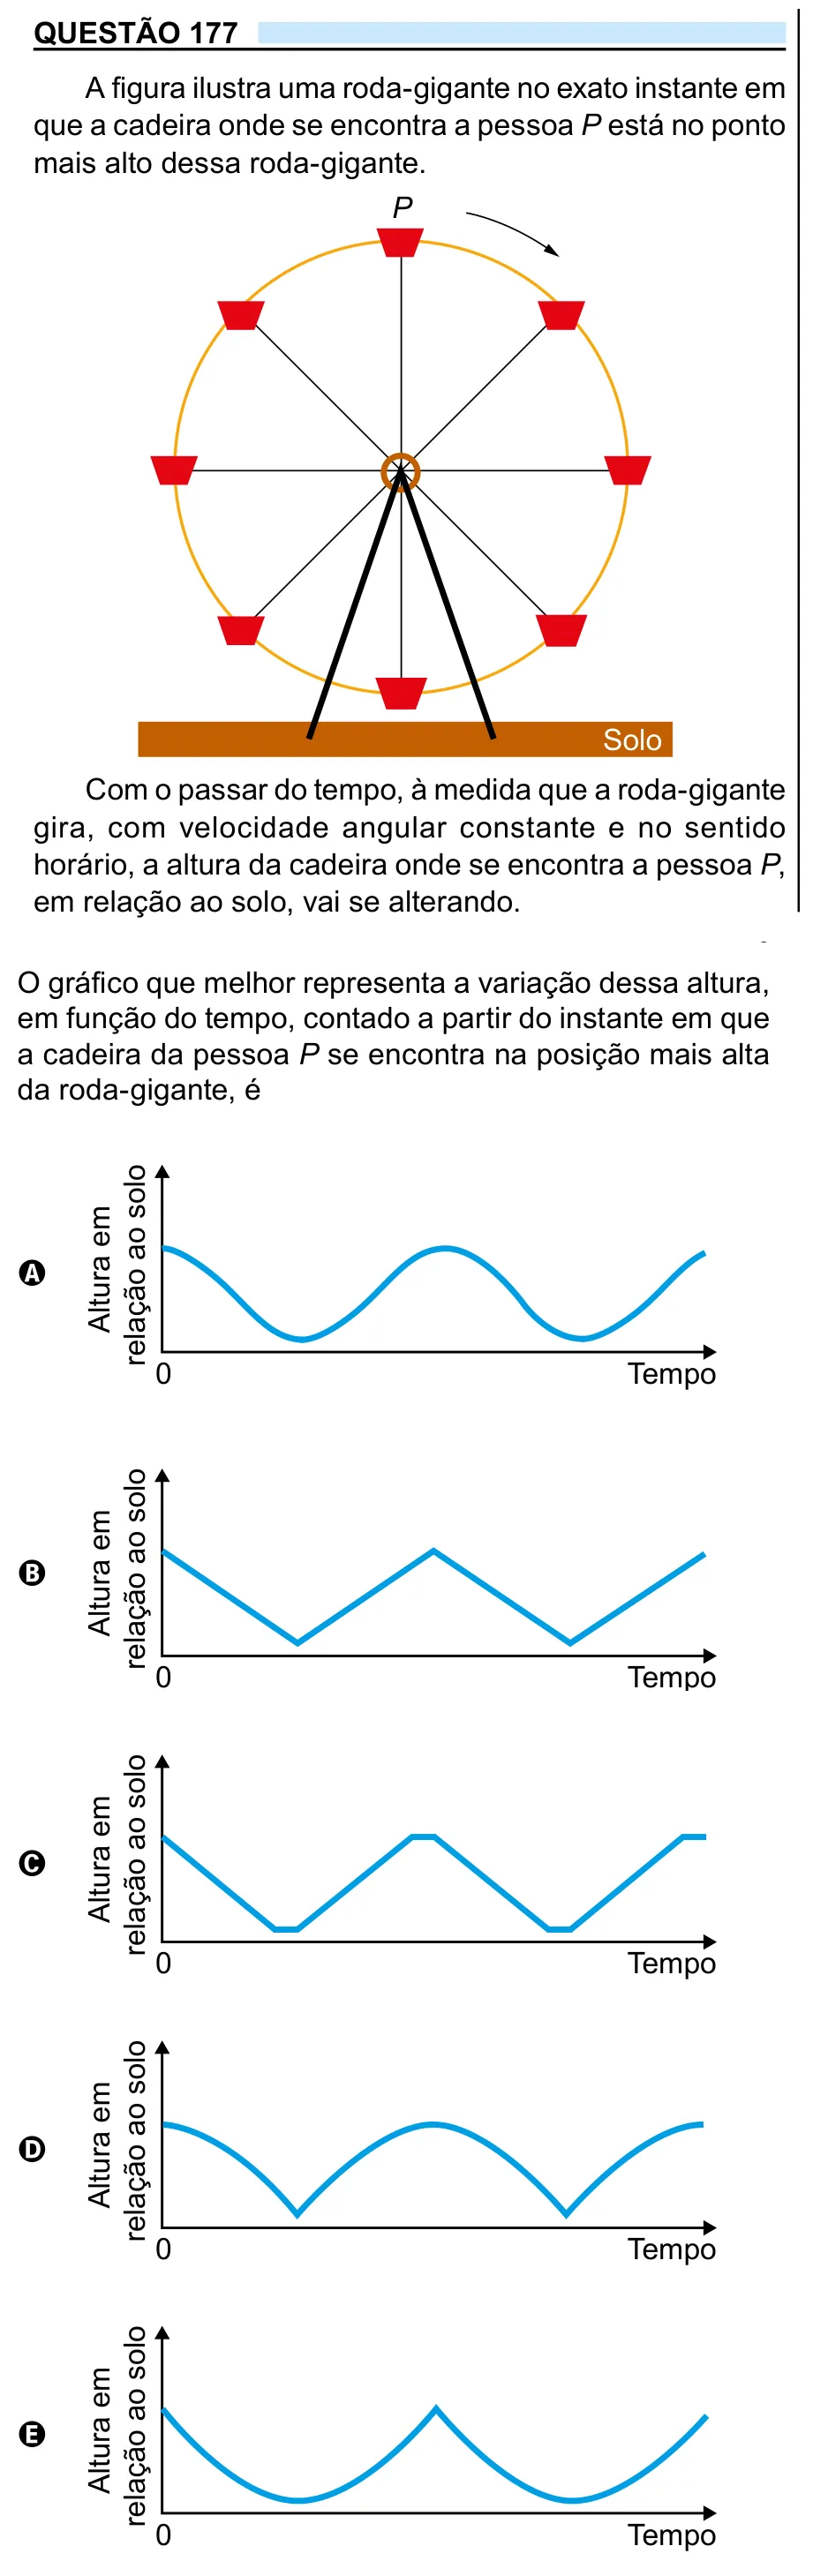 QUESTÃO 177
A figura ilustra uma roda-gigante no exato instante em
que a cadeira onde se encontra a pessoa P está no ponto
mais alto dessa roda-gigante.
P
Solo
Com o passar do tempo, à medida que a roda-gigante
gira, com velocidade angular constante e no sentido
horário, a altura da cadeira onde se encontra a pessoa P,
em relação ao solo, vai se alterando.
O gráfico que melhor representa a variação dessa altura,
em função do tempo, contado a partir do instante em que
a cadeira da pessoa P se encontra na posição mais alta
da roda-gigante, é
A
Altura em
relação ao solo
0 Tempo
B
Altura em
relação ao solo
0 Tempo
C
Altura em
relação ao solo
0 Tempo
D
Altura em
relação ao solo
0 Tempo
E
Altura em
relação ao solo
0 Tempo